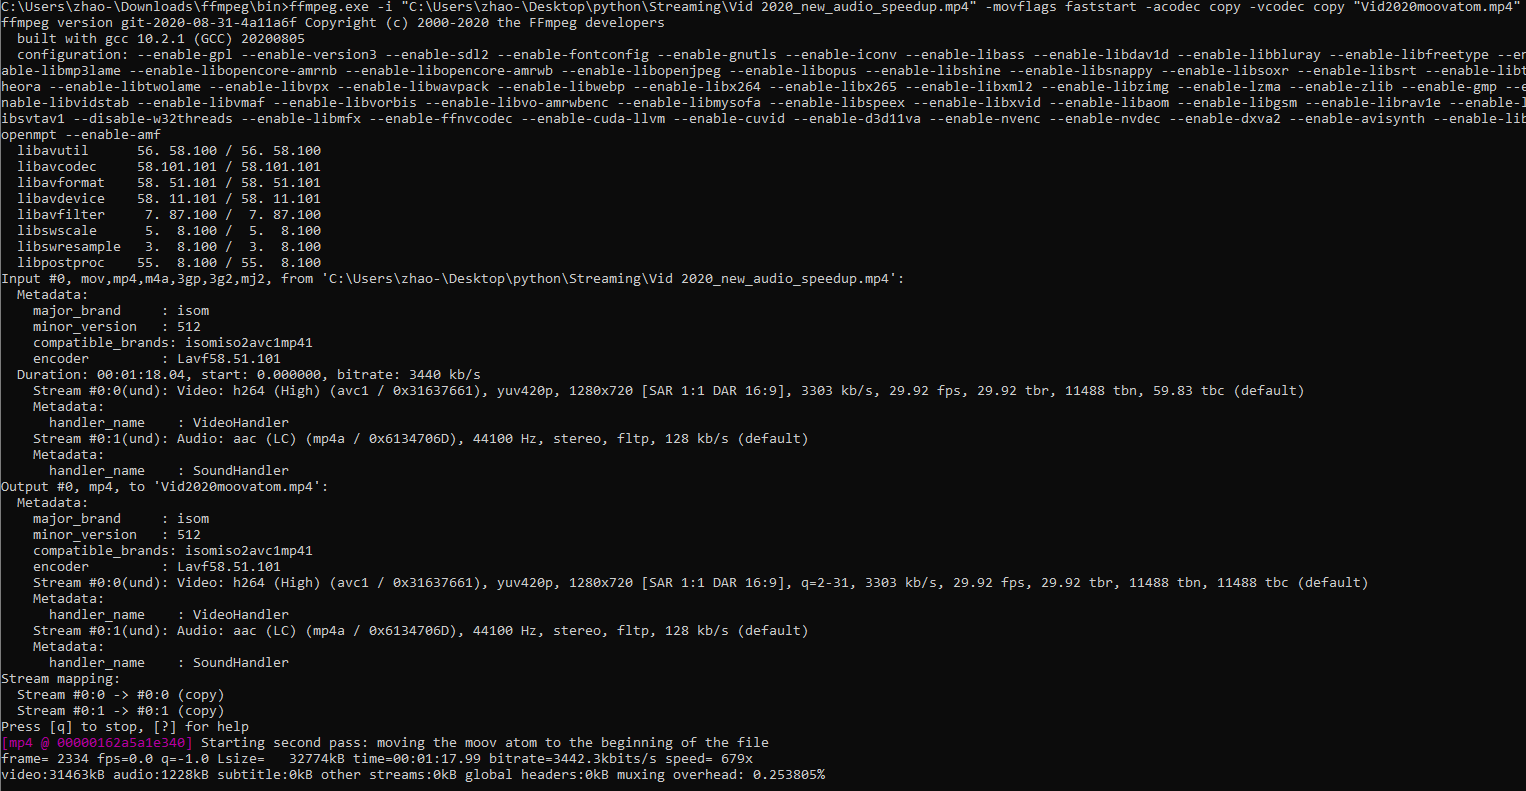 C:\Users\zhao-\Downloads\ffmpeg\bin>ffmpeg.exe -i "C:\Users\zhao-\Desktop\python\Streaming\Vid 2020_new_audio_speedup.mp4" -movflags faststart -acodec copy -vcodec copy "Vid2020moovatom.mp4"
ffmpeg version git-2020-08-31-4a11a6f Copyright (c) 2000-2020 the FFmpeg developers
  built with gcc 10.2.1 (GCC) 20200805
  configuration: --enable-gpl --enable-version3 --enable-sdl2 --enable-fontconfig --enable-gnutls --enable-iconv --enable-libass --enable-libdav1d --enable-libbluray --enable-libfreetype --en
able-libmp3lame --enable-libopencore-amrnb --enable-libopencore-amrwb --enable-libopenjpeg --enable-libopus --enable-libshine --enable-libsnappy --enable-libsoxr --enable-libsrt --enable-libt
heora --enable-libtwolame --enable-libvpx --enable-libwavpack --enable-libwebp --enable-libx264 --enable-libx265 --enable-libxml2 --enable-libzimg --enable-lzma --enable-zlib --enable-gmp --e
nable-libvidstab --enable-libvmaf --enable-libvorbis --enable-libvo-amrwbenc --enable-libmysofa --enable-libspeex --enable-libxvid --enable-libaom --enable-libgsm --enable-librav1e --enable-l
ibsvtav1 --disable-w32threads --enable-libmfx --enable-ffnvcodec --enable-cuda-llvm --enable-cuvid --enable-d3d11va --enable-nvenc --enable-nvdec --enable-dxva2 --enable-avisynth --enable-lib
openmpt --enable-amf
  libavutil      56. 58.100 / 56. 58.100
  libavcodec     58.101.101 / 58.101.101
  libavformat    58. 51.101 / 58. 51.101
  libavdevice    58. 11.101 / 58. 11.101
  libavfilter     7. 87.100 /  7. 87.100
  libswscale      5.  8.100 /  5.  8.100
  libswresample   3.  8.100 /  3.  8.100
  libpostproc    55.  8.100 / 55.  8.100
Input #0, mov,mp4,m4a,3gp,3g2,mj2, from 'C:\Users\zhao-\Desktop\python\Streaming\Vid 2020_new_audio_speedup.mp4':
  Metadata:
    major_brand     : isom
    minor_version   : 512
    compatible_brands: isomiso2avc1mp41
    encoder         : Lavf58.51.101
  Duration: 00:01:18.04, start: 0.000000, bitrate: 3440 kb/s
    Stream #0:0(und): Video: h264 (High) (avc1 / 0x31637661), yuv420p, 1280x720 [SAR 1:1 DAR 16:9], 3303 kb/s, 29.92 fps, 29.92 tbr, 11488 tbn, 59.83 tbc (default)
    Metadata:
      handler_name    : VideoHandler
    Stream #0:1(und): Audio: aac (LC) (mp4a / 0x6134706D), 44100 Hz, stereo, fltp, 128 kb/s (default)
    Metadata:
      handler_name    : SoundHandler
Output #0, mp4, to 'Vid2020moovatom.mp4':
  Metadata:
    major_brand     : isom
    minor_version   : 512
    compatible_brands: isomiso2avc1mp41
    encoder         : Lavf58.51.101
    Stream #0:0(und): Video: h264 (High) (avc1 / 0x31637661), yuv420p, 1280x720 [SAR 1:1 DAR 16:9], q=2-31, 3303 kb/s, 29.92 fps, 29.92 tbr, 11488 tbn, 11488 tbc (default)
    Metadata:
      handler_name    : VideoHandler
    Stream #0:1(und): Audio: aac (LC) (mp4a / 0x6134706D), 44100 Hz, stereo, fltp, 128 kb/s (default)
    Metadata:
      handler_name    : SoundHandler
Stream mapping:
  Stream #0:0 -> #0:0 (copy)
  Stream #0:1 -> #0:1 (copy)
Press [q] to stop, [?] for help
[mp4 @ 00000162a5a1e340] Starting second pass: moving the moov atom to the beginning of the file
frame= 2334 fps=0.0 q=-1.0 Lsize=   32774kB time=00:01:17.99 bitrate=3442.3kbits/s speed= 679x
video:31463kB audio:1228kB subtitle:0kB other streams:0kB global headers:0kB muxing overhead: 0.253805%